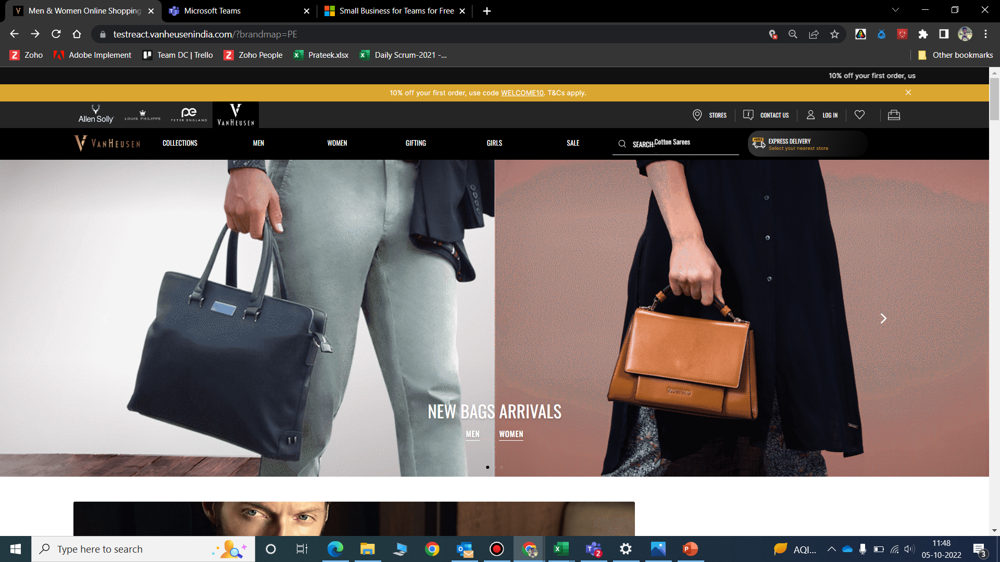 Men & Women Online Shopping
Microsoft Teams
Small Business for Teams for Free
testreact.vanheusenindia.com/?brandmap=PE
Zoho
Adobe Implement
Team DC | Trello
Zoho People
Prateek.xlsx
Daily Scrum-2021 -...
Other bookmarks
10% off your first order, us
10% off your first order, use code WELCOME10. T&Cs apply.
Allen Solly
LOUIS PHILIPPE
pe
PETER ENGLAND
VANHEUSEN
STORES
CONTACT US
LOG IN
VANHEUSEN
COLLECTIONS
MEN
WOMEN
GIFTING
GIRLS
SALE
SEARCH: Cotton Sarees
EXPRESS DELIVERY
Select your nearest store
VANHEUSEN
NEW BAGS ARRIVALS
MEN
WOMEN
Type here to search
2
AQI...
11:48
05-10-2022
3